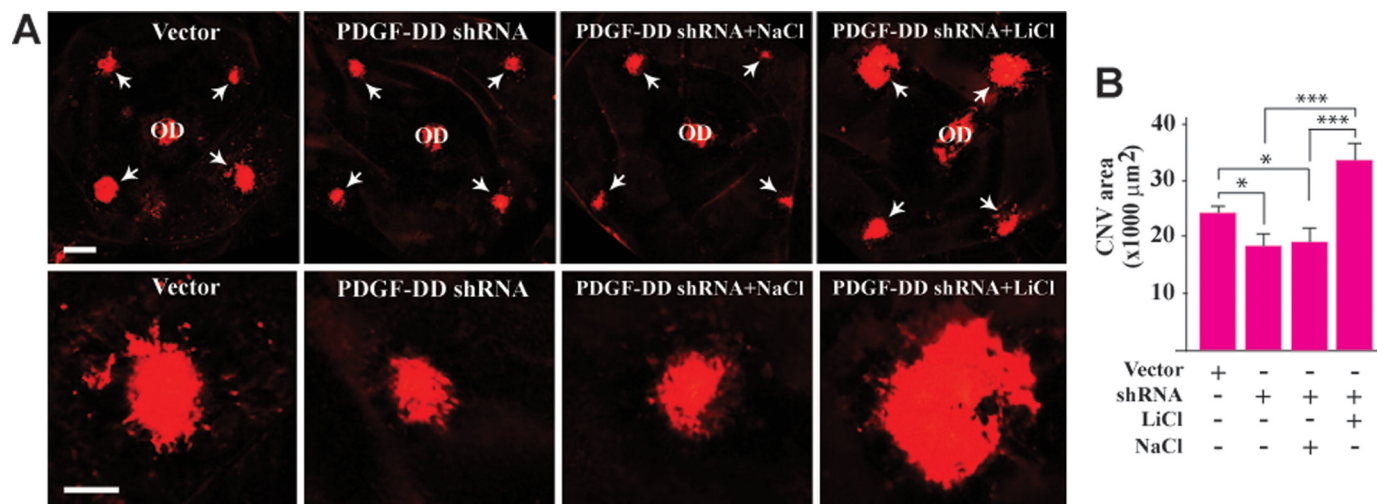 A
Vector
PDGF-DD shRNA
PDGF-DD shRNA+NaCl
PDGF-DD shRNA+LiCl
OD
OD
OD
OD
Vector
PDGF-DD shRNA
PDGF-DD shRNA+NaCl
PDGF-DD shRNA+LiCl
B
***
***
*
*
CNV area
(x1000 μm2)
40
30
20
10
Vector + - - -
shRNA - + + +
LiCl - - - +
NaCl - - + -